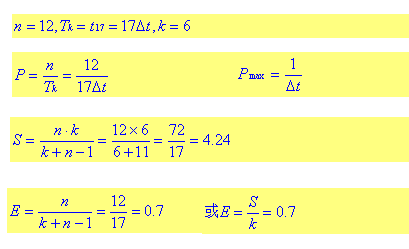 n = 12, Tk = t17 = 17Δt, k = 6
P = n/Tk = 12/17Δt    Pmax = 1/Δt
S = n·k/k+n−1 = 12×6/6+11 = 72/17 = 4.24
E = n/k+n−1 = 12/17 = 0.7    或E = S/k = 0.7